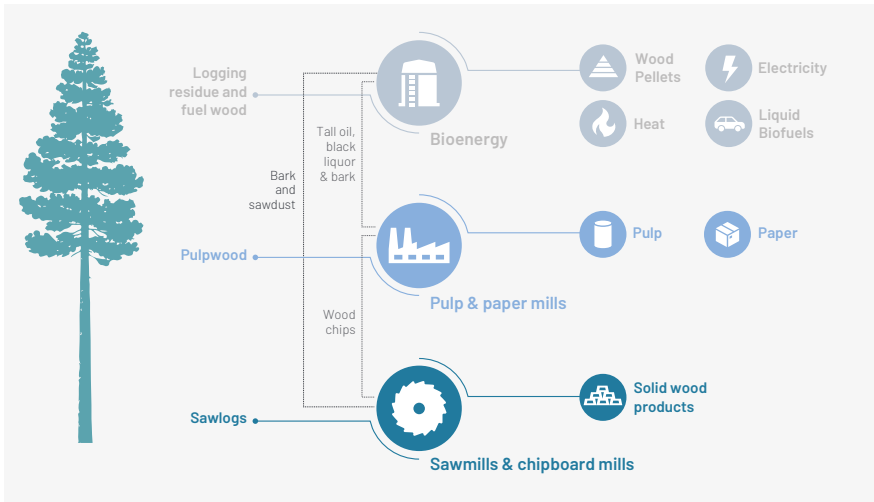 Logging
residue and
fuel wood
Bioenergy
Wood
Pellets
Electricity
Heat
Liquid
Biofuels
Tall oil,
black
liquor
& bark
Bark
and
sawdust
Pulpwood
Pulp & paper mills
Pulp
Paper
Wood
chips
Sawlogs
Sawmills & chipboard mills
Solid wood
products